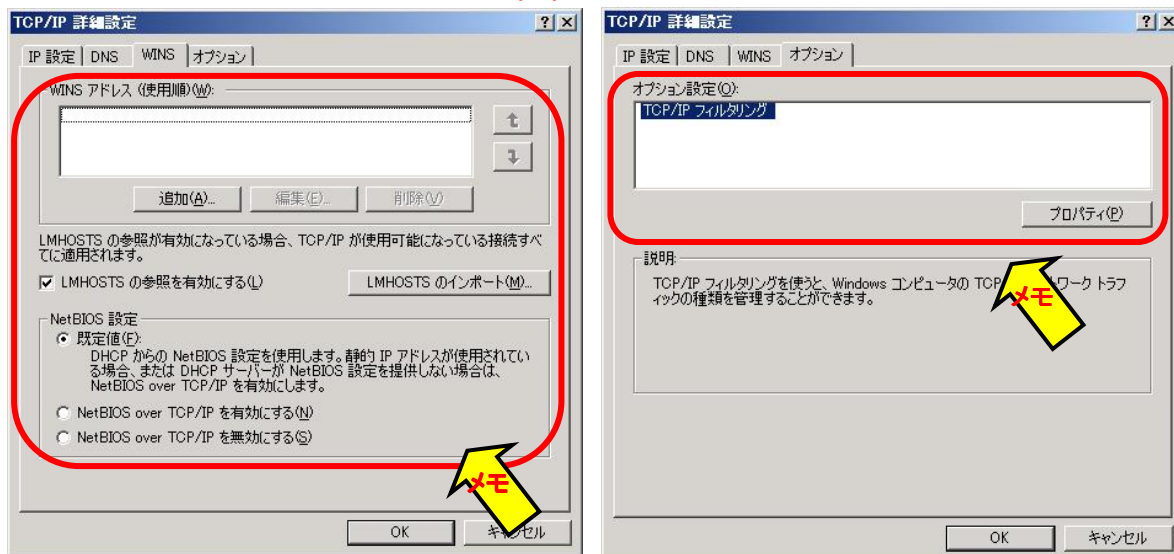 TCP/IP 詳細設定
IP 設定 DNS WINS オプション
WINS アドレス (使用順)(W):
追加(A)... 編集(E)... 削除(V)
LMHOSTS の参照が有効になっている場合、TCP/IP が使用可能になっている接続すべ
てに適用されます。
LMHOSTS の参照を有効にする(L) LMHOSTS のインポート(M)...
NetBIOS 設定
既定値(F):
DHCP からの NetBIOS 設定を使用します。静的 IP アドレスが使用されてい
る場合、または DHCP サーバーが NetBIOS 設定を提供しない場合は、
NetBIOS over TCP/IP を有効にします。
NetBIOS over TCP/IP を有効にする(N)
NetBIOS over TCP/IP を無効にする(S)
メモ
OK キャンセル
TCP/IP 詳細設定
IP 設定 DNS WINS オプション
オプション設定(O):
TCP/IP フィルタリング
プロパティ(P)
説明:
TCP/IP フィルタリングを使うと、Windows コンピュータの TCP ワーク トラフ
ィックの種類を管理することができます。
メモ
OK キャンセル